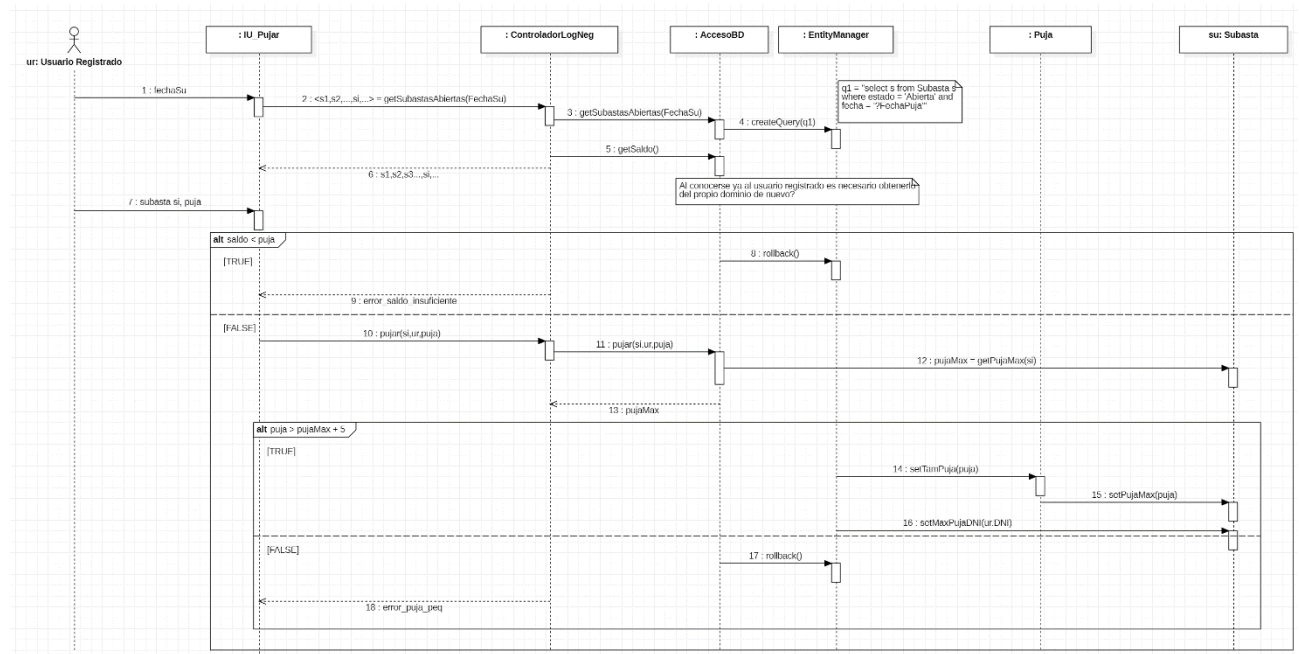 : IU_Pujar
: ControladorLogNeg
: AccesoBD
: EntityManager
: Puja
su: Subasta
ur: Usuario Registrado
q1 = "select s from Subasta s
where estado = 'Abierta' and
focha = '?FochaPuja'"
1 : fechaSu
2 : <s1,s2,...,si,...> = getSubastasAbiertas(FechaSu)
3 : getSubastasAbiertas(FechaSu)
4 : createQuery(q1)
5 : getSaldo()
6 : s1,s2,s3...,si,...
Al conocerse ya al usuario registrado es necesario obtenerlo
del propio dominio de nuevo?
7 : subasta si, puja
alt saldo < puja
[TRUE]
8 : rollback()
9 : error_saldo_insuficiente
[FALSE]
10 : pujar(si,ur,puja)
11 : pujar(si,ur,puja)
12 : pujaMax = getPujaMax(si)
13 : pujaMax
alt puja > pujaMax + 5
[TRUE]
14 : setTamPuja(puja)
15 : setPujaMax(puja)
16 : setMaxPujaDNI(ur.DNI)
[FALSE]
17 : rollback()
18 : error_puja_peq